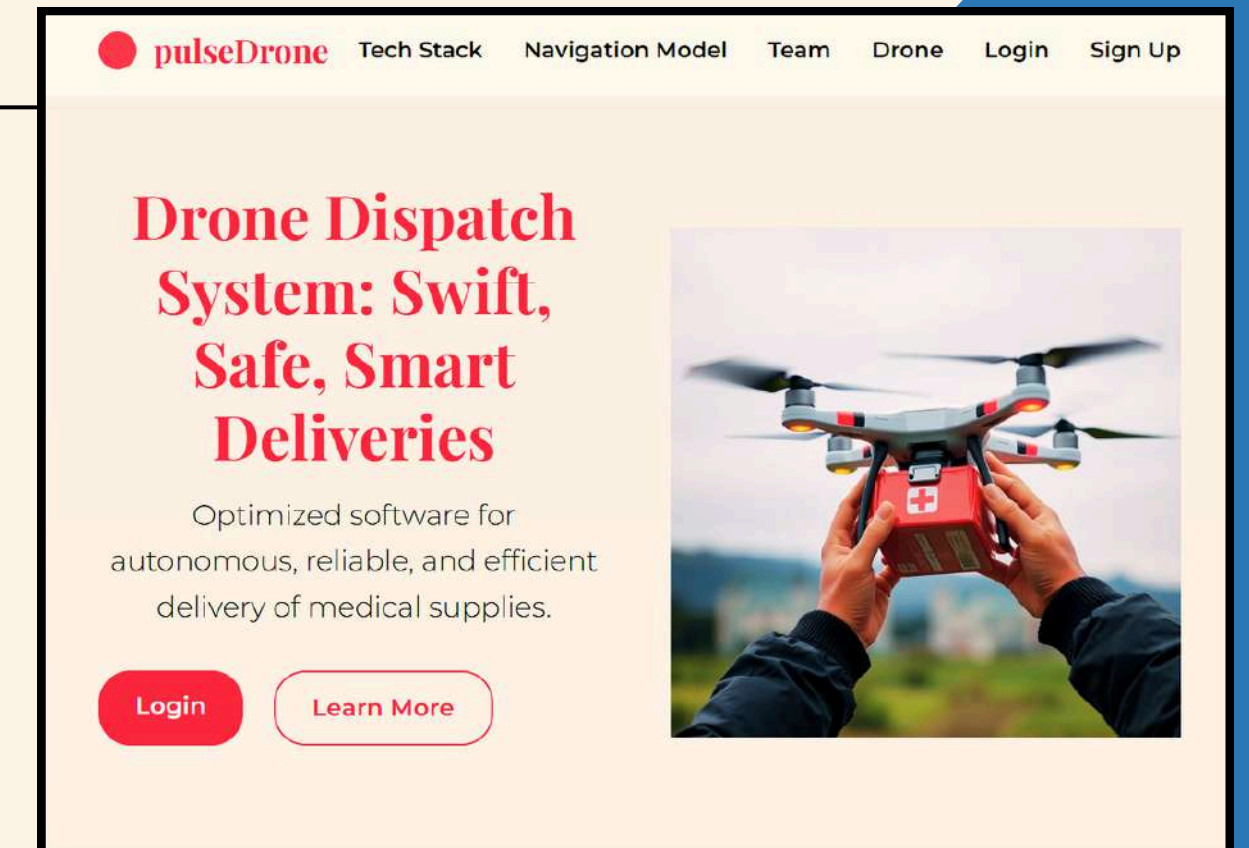 pulseDrone Tech Stack Navigation Model Team Drone Login Sign Up
Drone Dispatch
System: Swift,
Safe, Smart
Deliveries
Optimized software for
autonomous, reliable, and efficient
delivery of medical supplies.
Login Learn More